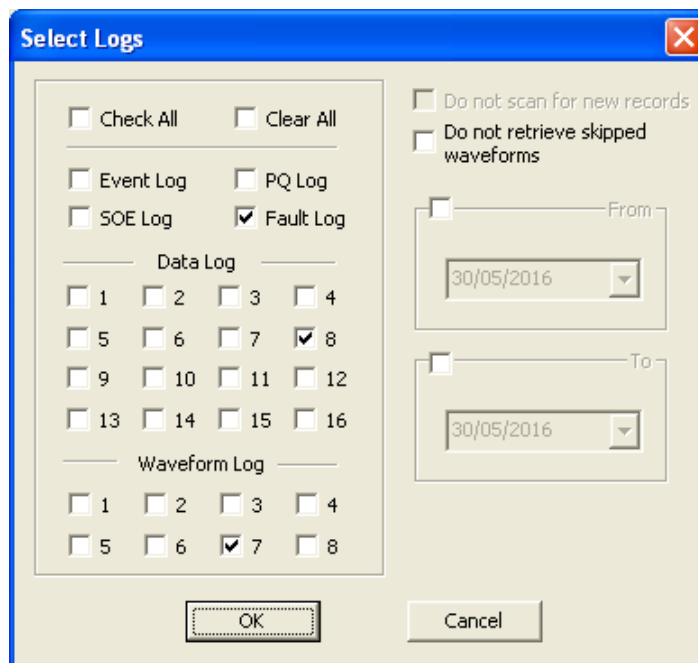 Select Logs
Check All Clear All
Event Log PQ Log
SOE Log Fault Log
Data Log
1 2 3 4
5 6 7 8
9 10 11 12
13 14 15 16
Waveform Log
1 2 3 4
5 6 7 8
Do not scan for new records
Do not retrieve skipped
waveforms
From
30/05/2016
To
30/05/2016
OK Cancel